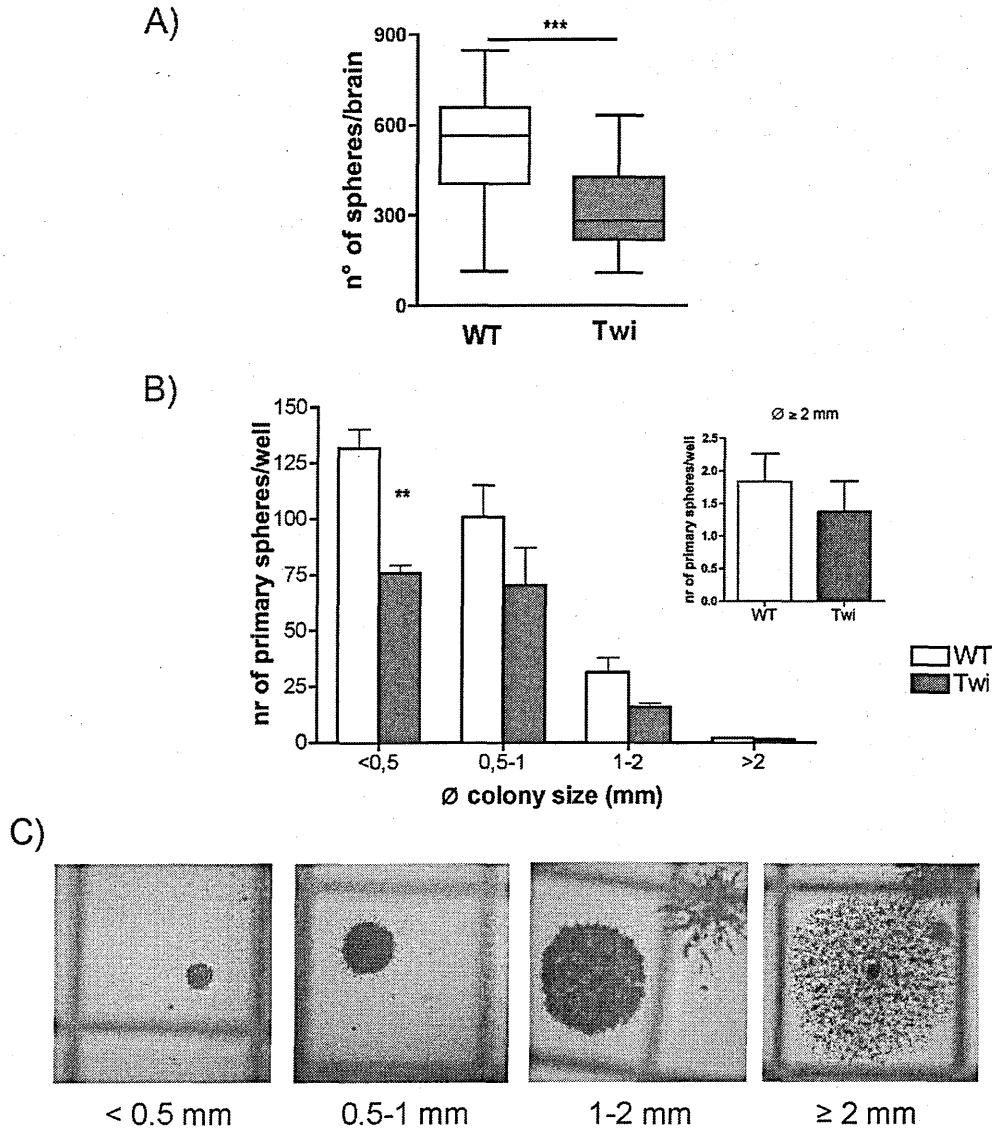 A)
***
900
600
300
0
n° of spheres/brain
WT
Twi
B)
150
125
100
75
50
25
0
nr of primary spheres/well
**
<0,5
0,5-1
1-2
>2
Ø colony size (mm)
Ø ≥ 2 mm
2.5
2.0
1.5
1.0
0.5
0.0
nr of primary spheres/well
WT
Twi
WT
Twi
C)
< 0.5 mm
0.5-1 mm
1-2 mm
≥ 2 mm